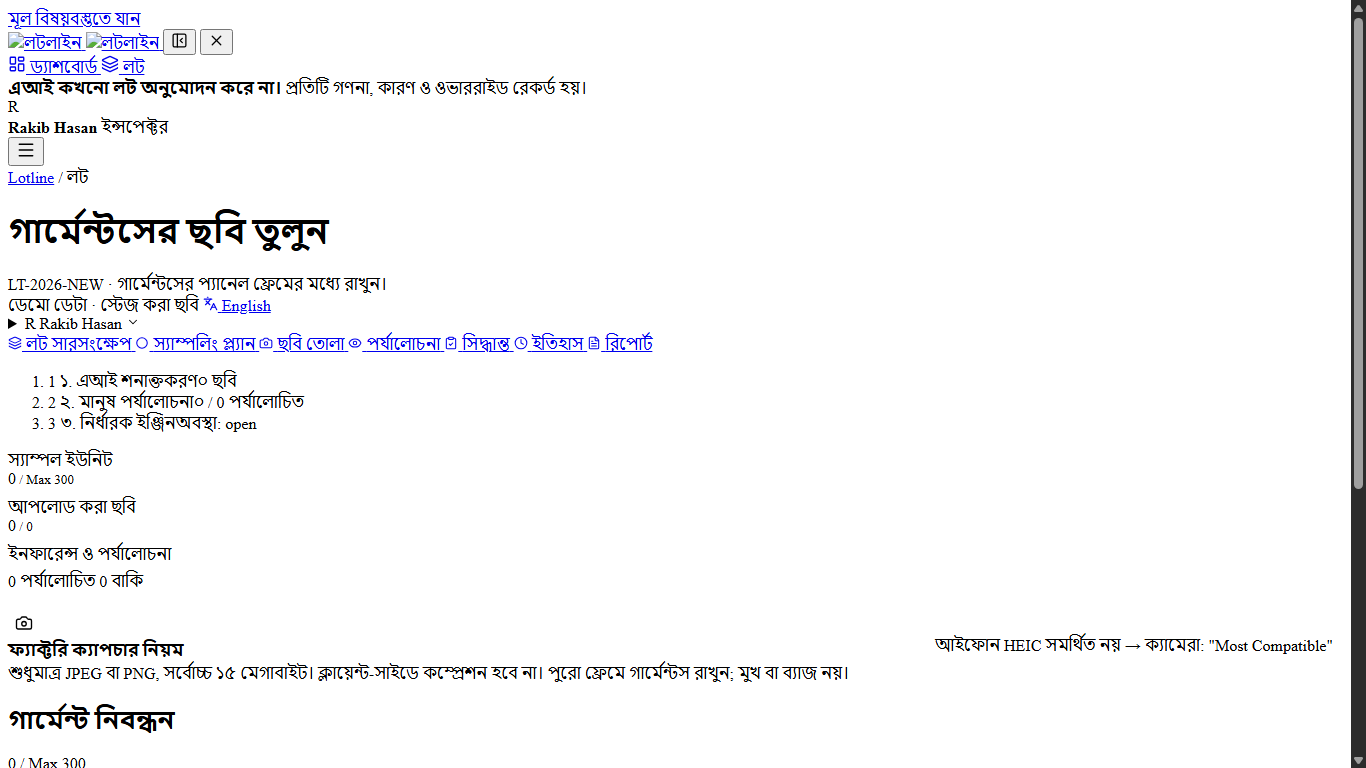 মূল বিষয়বস্তুতে যান
লটলাইন লটলাইন
ড্যাশবোর্ড লট
এআই কখনো লট অনুমোদন করে না। প্রতিটি গণনা, কারণ ও ওভাররাইড রেকর্ড হয়।
R
Rakib Hasan ইন্সপেক্টর
Lotline / লট
গার্মেন্টসের ছবি তুলুন
LT-2026-NEW · গার্মেন্টসের প্যানেল ফ্রেমের মধ্যে রাখুন।
ডেমো ডেটা · স্টেজ করা ছবি English
R Rakib Hasan
লট সারসংক্ষেপ স্যাম্পলিং প্ল্যান ছবি তোলা পর্যালোচনা সিদ্ধান্ত ইতিহাস রিপোর্ট
1. 1 ১. এআই শনাক্তকরণ০ ছবি
2. 2 ২. মানুষ পর্যালোচনা০ / 0 পর্যালোচিত
3. 3 ৩. নির্ধারক ইঞ্জিনঅবস্থা: open
স্যাম্পল ইউনিট
0 / Max 300
আপলোড করা ছবি
0 / 0
ইনফারেন্স ও পর্যালোচনা
0 পর্যালোচিত 0 বাকি
ফ্যাক্টরি ক্যাপচার নিয়ম
আইফোন HEIC সমর্থিত নয় → ক্যামেরা: "Most Compatible"
শুধুমাত্র JPEG বা PNG, সর্বোচ্চ ১৫ মেগাবাইট। ক্লায়েন্ট-সাইডে কম্প্রেশন হবে না। পুরো ফ্রেমে গার্মেন্টস রাখুন; মুখ বা ব্যাজ নয়।
গার্মেন্ট নিবন্ধন
0 / Max 300